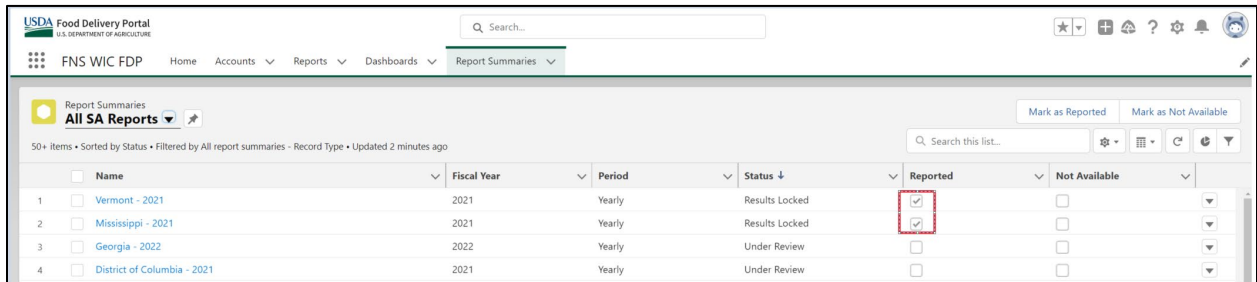 USDA Food Delivery Portal
U.S. DEPARTMENT OF AGRICULTURE
Search...
FNS WIC FDP Home Accounts Reports Dashboards Report Summaries
Report Summaries
All SA Reports
Mark as Reported Mark as Not Available
50+ items • Sorted by Status • Filtered by All report summaries - Record Type • Updated 2 minutes ago
Search this list...
Name Fiscal Year Period Status ↓ Reported Not Available
1 Vermont - 2021 2021 Yearly Results Locked
2 Mississippi - 2021 2021 Yearly Results Locked
3 Georgia - 2022 2022 Yearly Under Review
4 District of Columbia - 2021 2021 Yearly Under Review